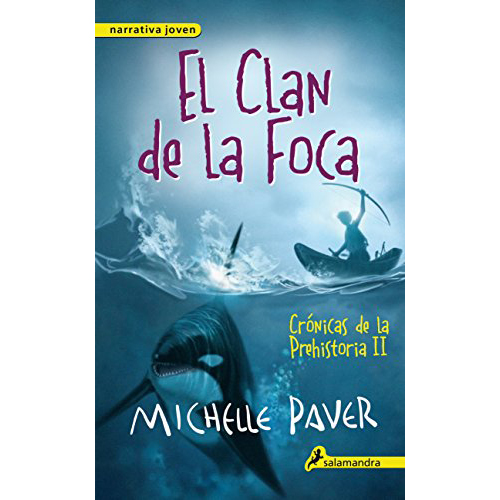 narrativa joven
El Clan
de la Foca
Crónicas de la
Prehistoria II
Michelle Paver
salamandra